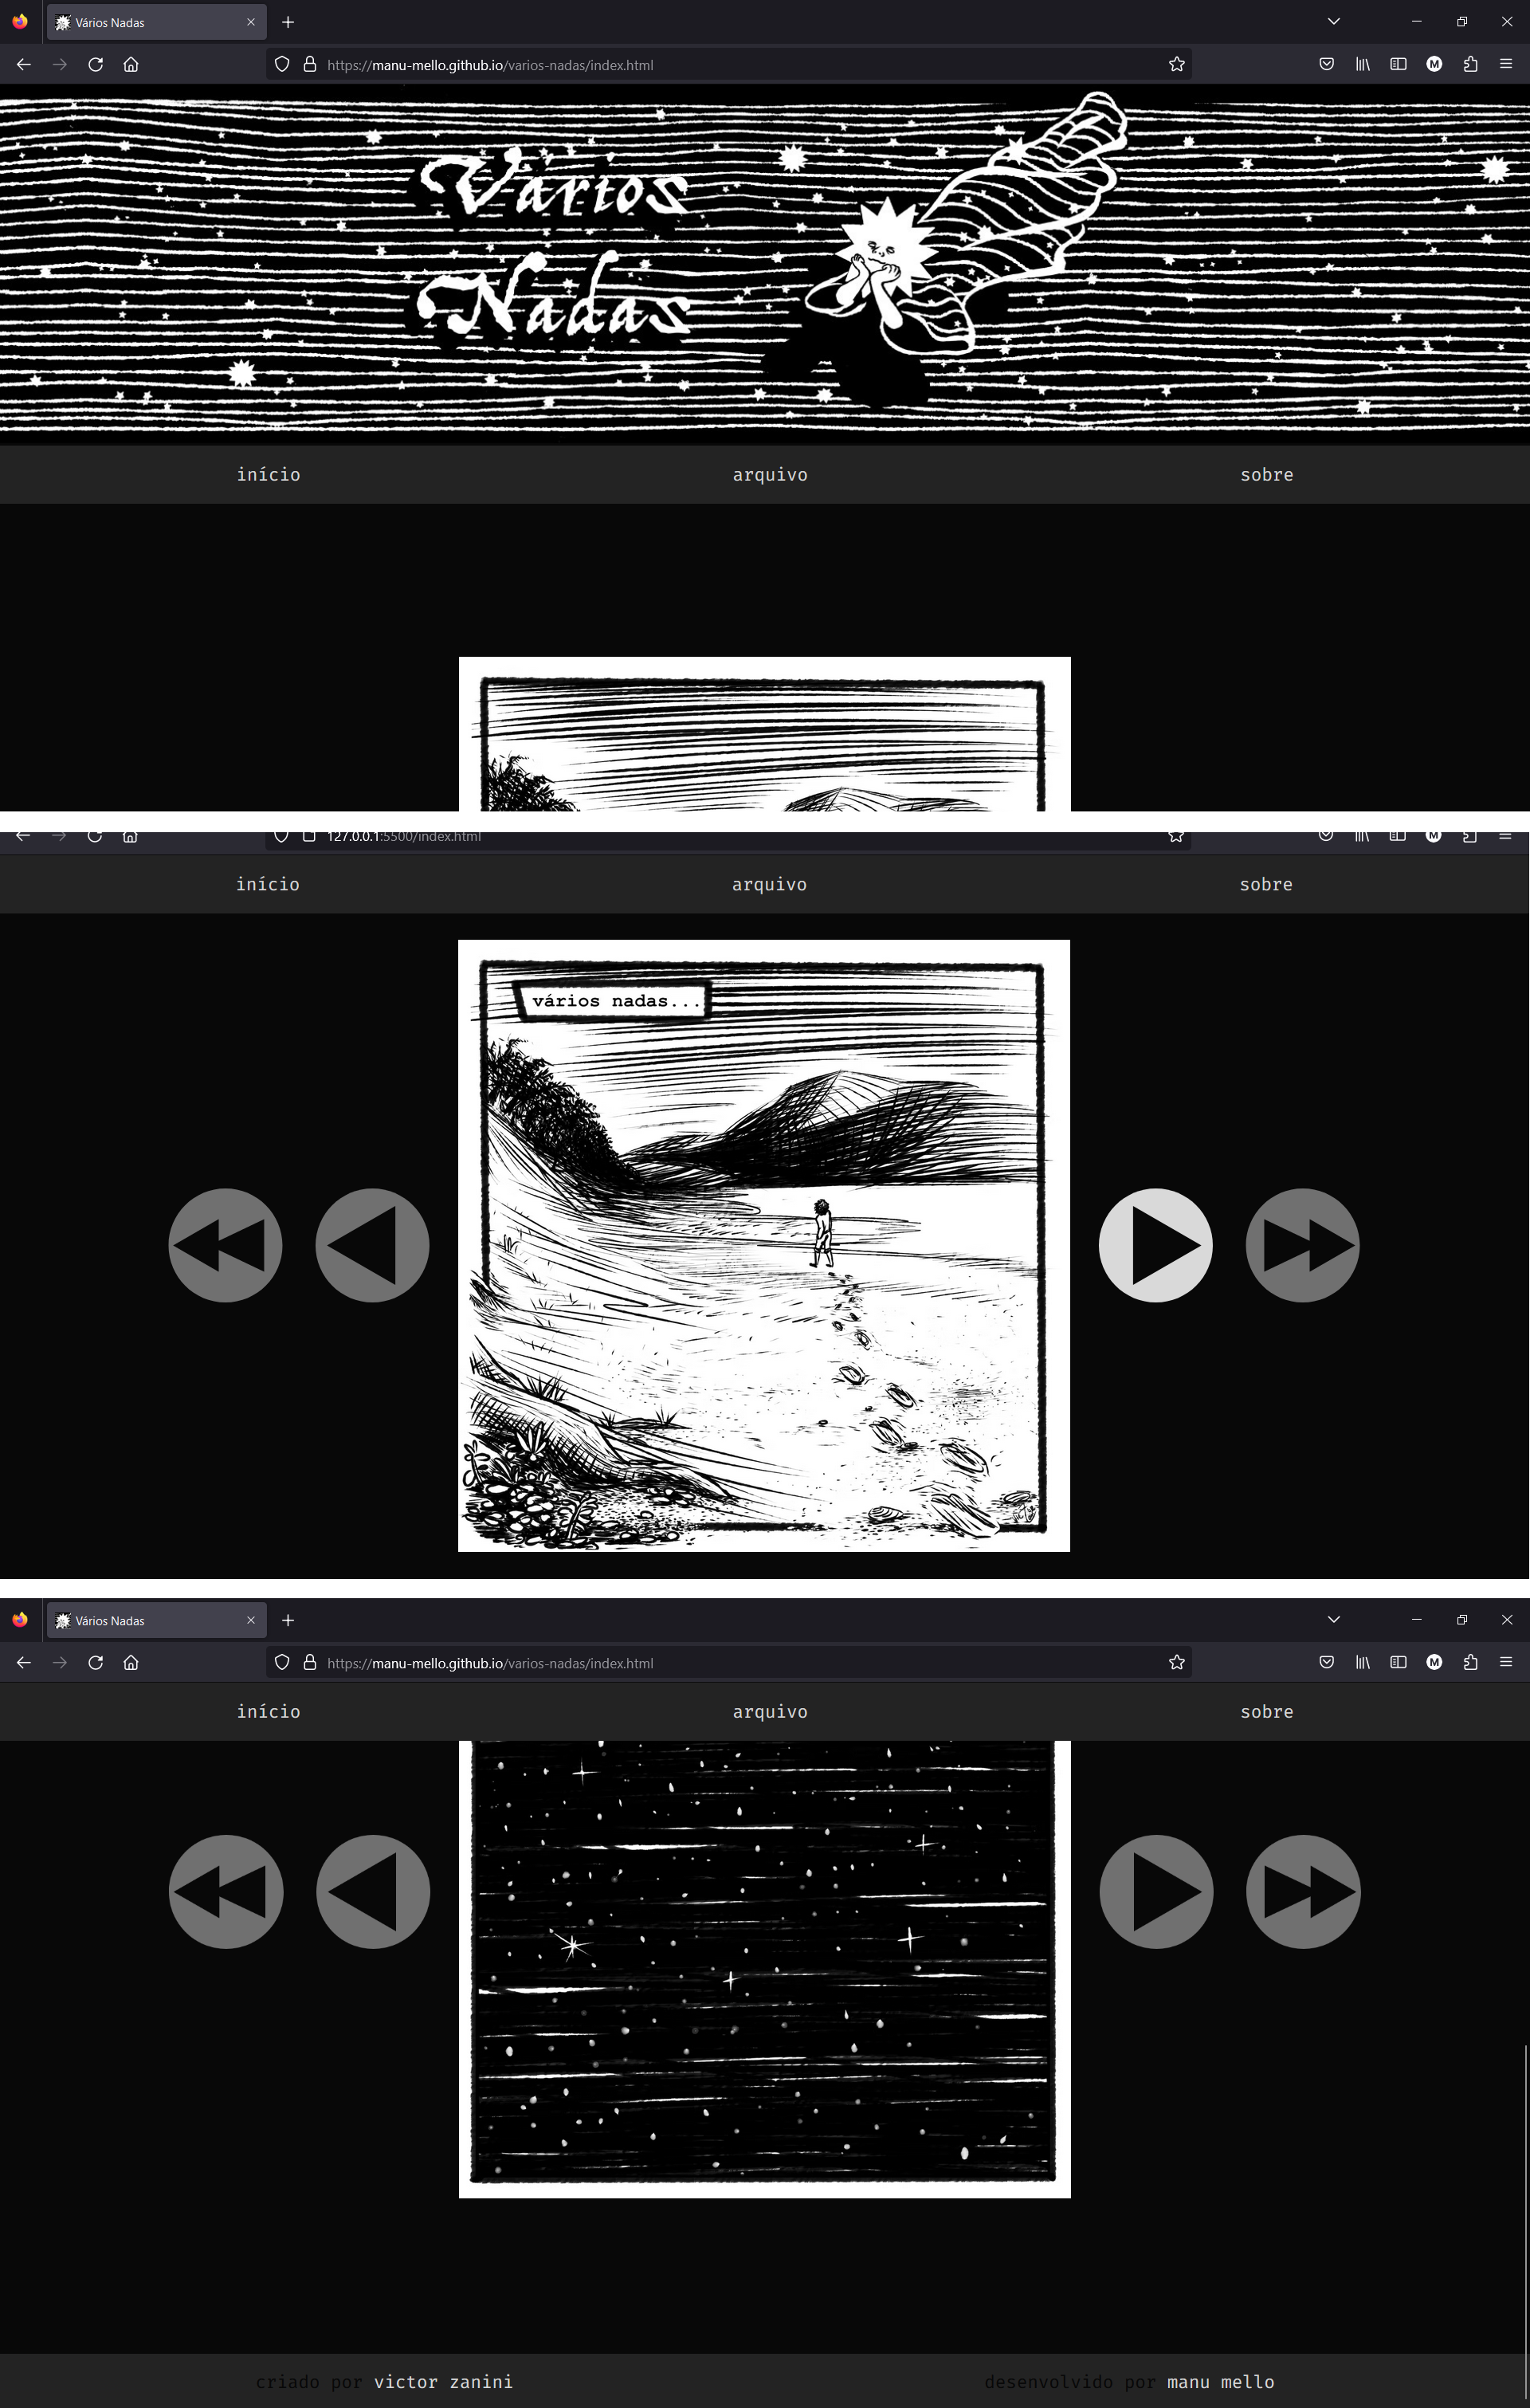 Vários Nadas
https://manu-mello.github.io/varios-nadas/index.html
Vários
Nadas
início arquivo sobre
127.0.0.1:5500/index.html
início arquivo sobre
vários nadas...
Vários Nadas
https://manu-mello.github.io/varios-nadas/index.html
início arquivo sobre
criado por victor zanini desenvolvido por manu mello